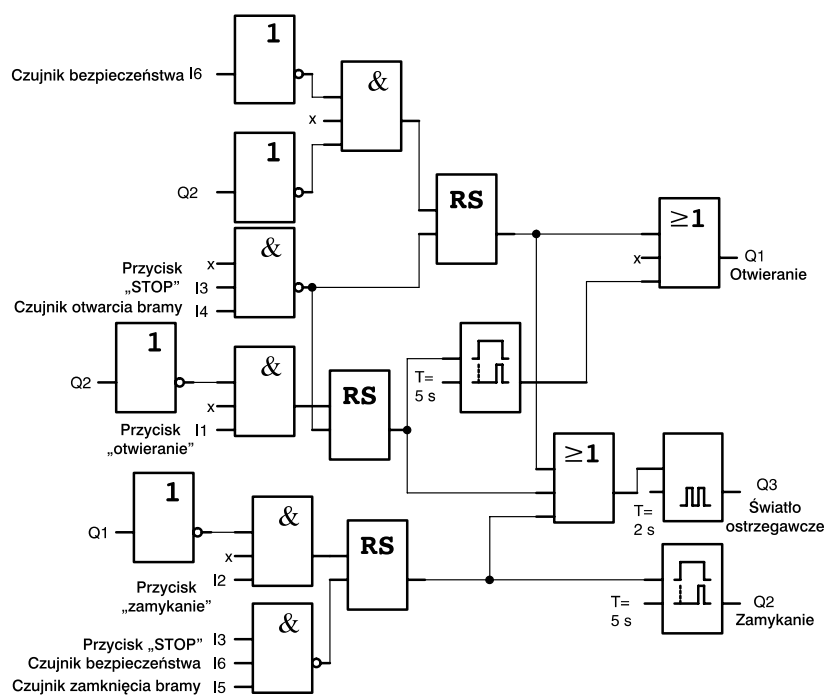 1
Czujnik bezpieczeństwa I6
&
x
1
Q2
RS
&
≥1
Przycisk x
„STOP” I3
Czujnik otwarcia bramy I4
x
Q1
Otwieranie
1
Q2
&
x
Przycisk I1
„otwieranie”
RS
T=
5 s
≥1
1
Q1
&
x
Przycisk I2
„zamykanie”
RS
T=
2 s
Q3
Światło
ostrzegawcze
T=
5 s
Q2
Zamykanie
&
Przycisk „STOP” I3
Czujnik bezpieczeństwa I6
Czujnik zamknięcia bramy I5